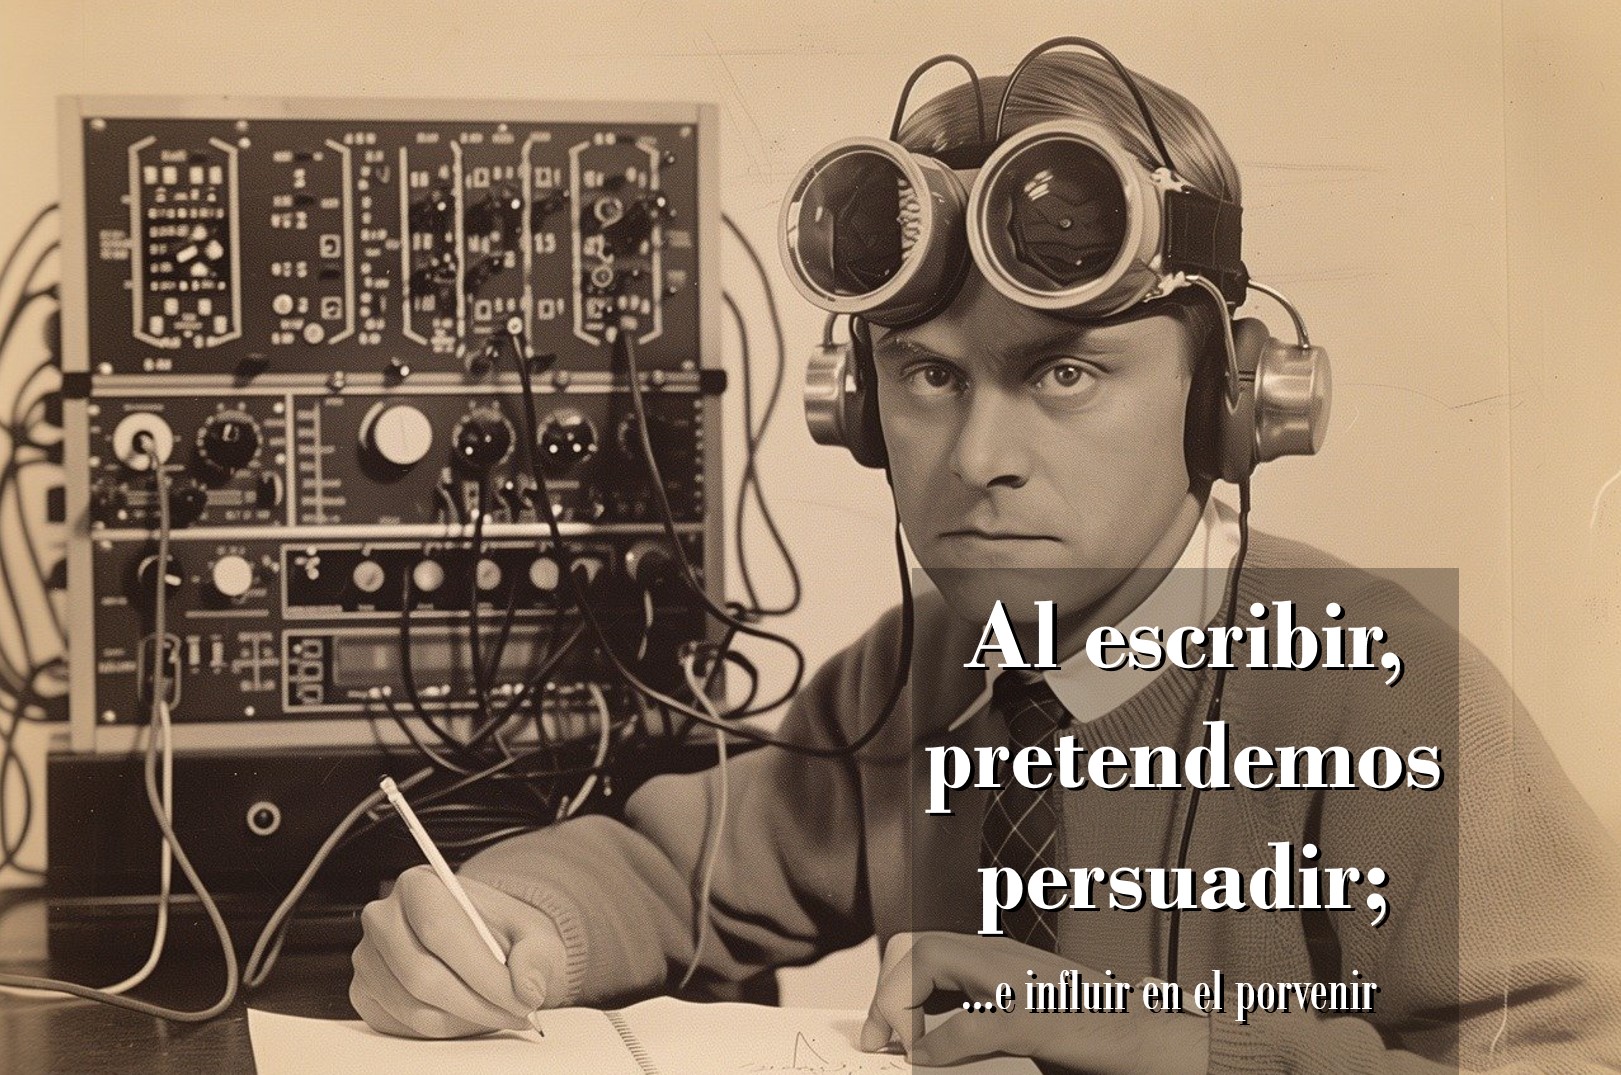 Al escribir,
pretendemos
persuadir;
...e influir en el porvenir